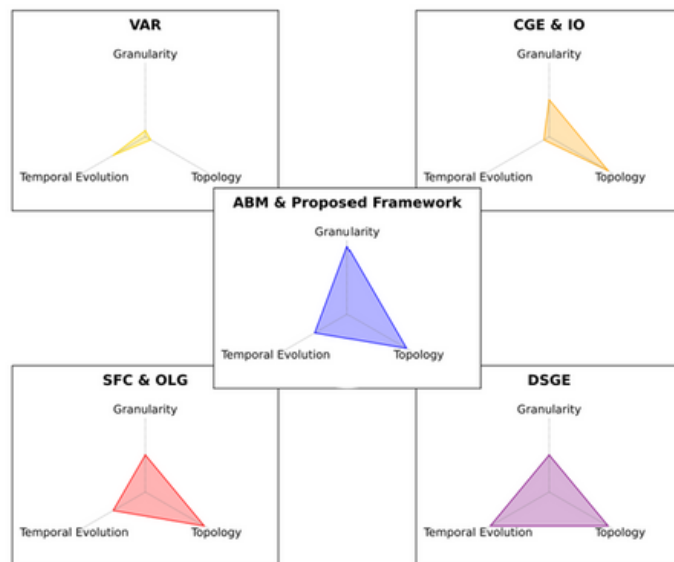 VAR
Granularity
Temporal Evolution
Topology
CGE & IO
Granularity
Temporal Evolution
Topology
ABM & Proposed Framework
Granularity
Temporal Evolution
Topology
SFC & OLG
Granularity
Temporal Evolution
Topology
DSGE
Granularity
Temporal Evolution
Topology